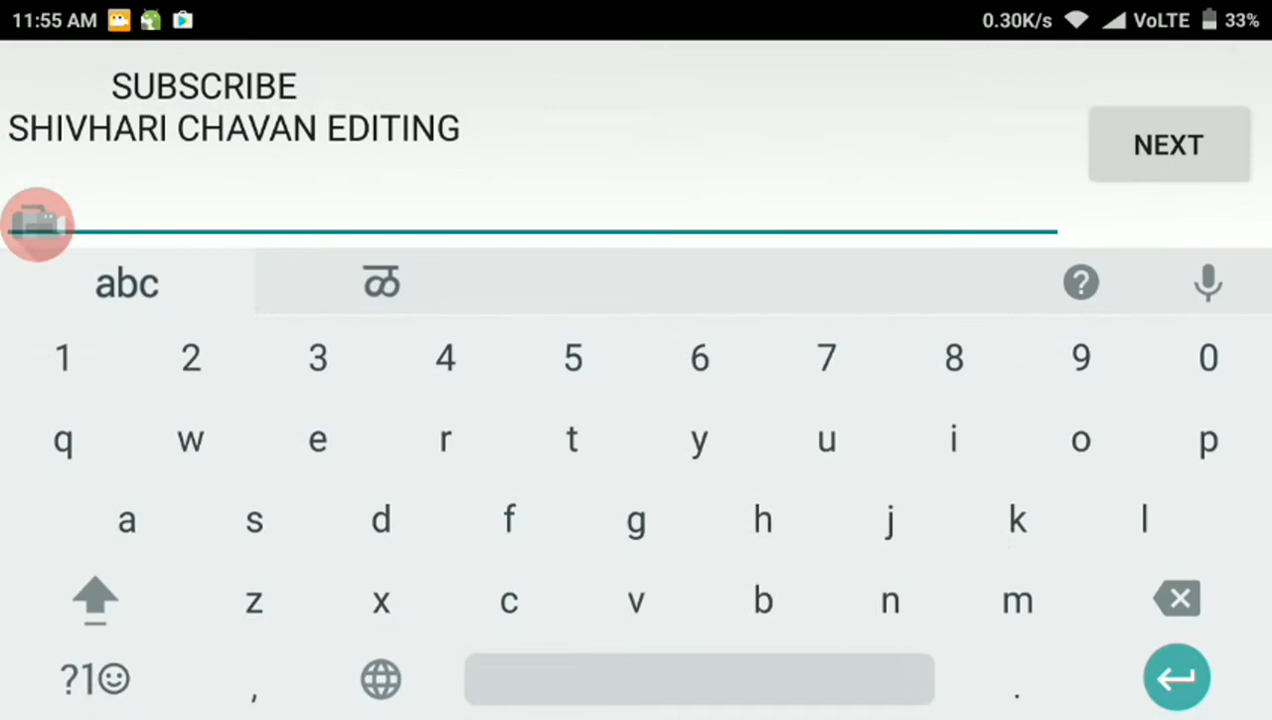 11:55 AM 0.30K/s VoLTE 33%
SUBSCRIBE
SHIVHARI CHAVAN EDITING
NEXT
abc ळ ?
1 2 3 4 5 6 7 8 9 0
q w e r t y u i o p
a s d f g h j k l
z x c v b n m
?1☺ , .